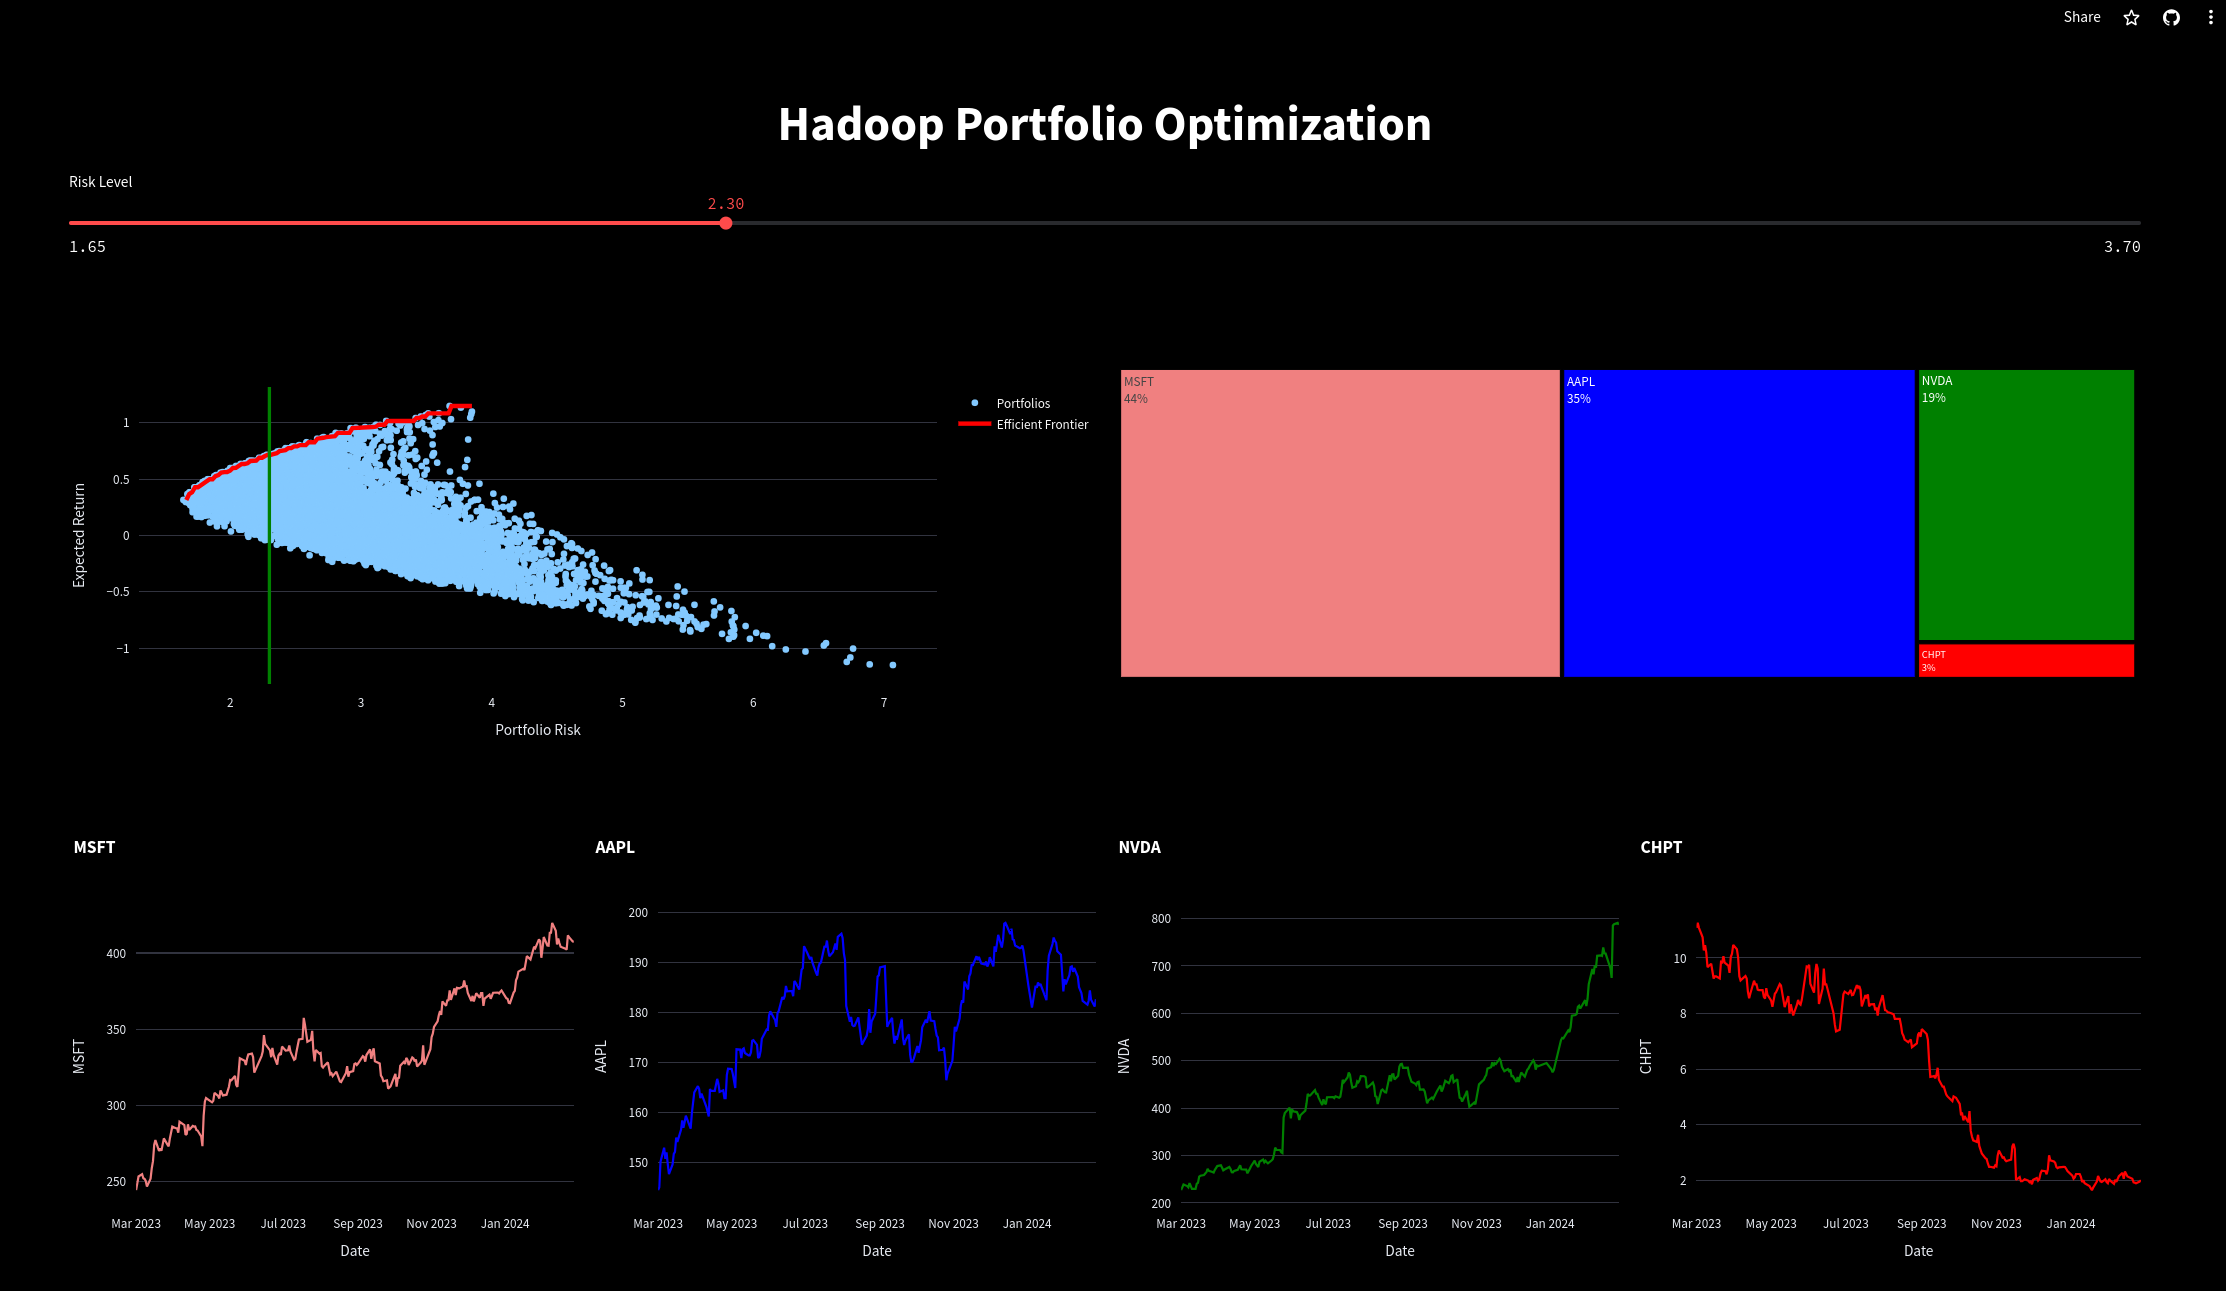 Share
Hadoop Portfolio Optimization
Risk Level
2.30
1.65 3.70
1
0.5
0
−0.5
−1
Expected Return
2 3 4 5 6 7
Portfolio Risk
Portfolios
Efficient Frontier
MSFT
44%
AAPL
35%
NVDA
19%
CHPT
3%
MSFT
400
350
300
250
MSFT
Mar 2023 May 2023 Jul 2023 Sep 2023 Nov 2023 Jan 2024
Date
AAPL
200
190
180
170
160
150
AAPL
Mar 2023 May 2023 Jul 2023 Sep 2023 Nov 2023 Jan 2024
Date
NVDA
800
700
600
500
400
300
200
NVDA
Mar 2023 May 2023 Jul 2023 Sep 2023 Nov 2023 Jan 2024
Date
CHPT
10
8
6
4
2
CHPT
Mar 2023 May 2023 Jul 2023 Sep 2023 Nov 2023 Jan 2024
Date